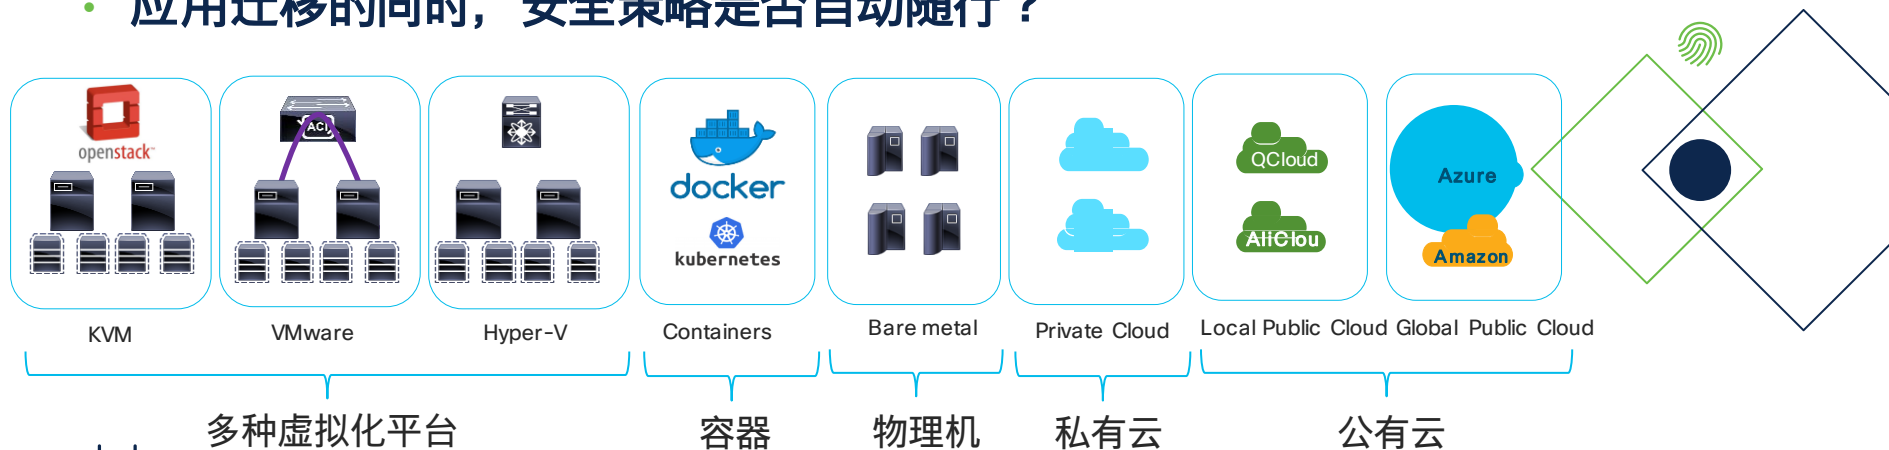 • 应用迁移的同时，安全策略是否自动随行？
openstack
ACI
docker
kubernetes
QCloud
AliClou
Azure
Amazon
KVM
VMware
Hyper-V
Containers
Bare metal
Private Cloud
Local Public Cloud
Global Public Cloud
多种虚拟化平台
容器
物理机
私有云
公有云